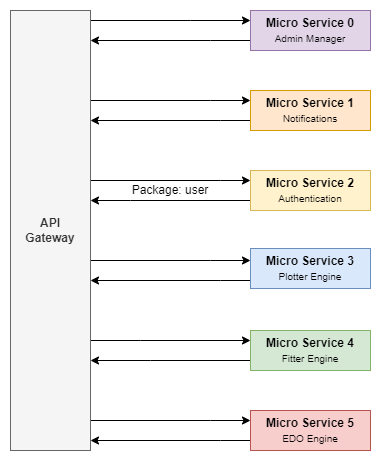 Micro Service 0
Admin Manager
Micro Service 1
Notifications
Micro Service 2
Package: user
Authentication
API
Gateway
Micro Service 3
Plotter Engine
Micro Service 4
Fitter Engine
Micro Service 5
EDO Engine